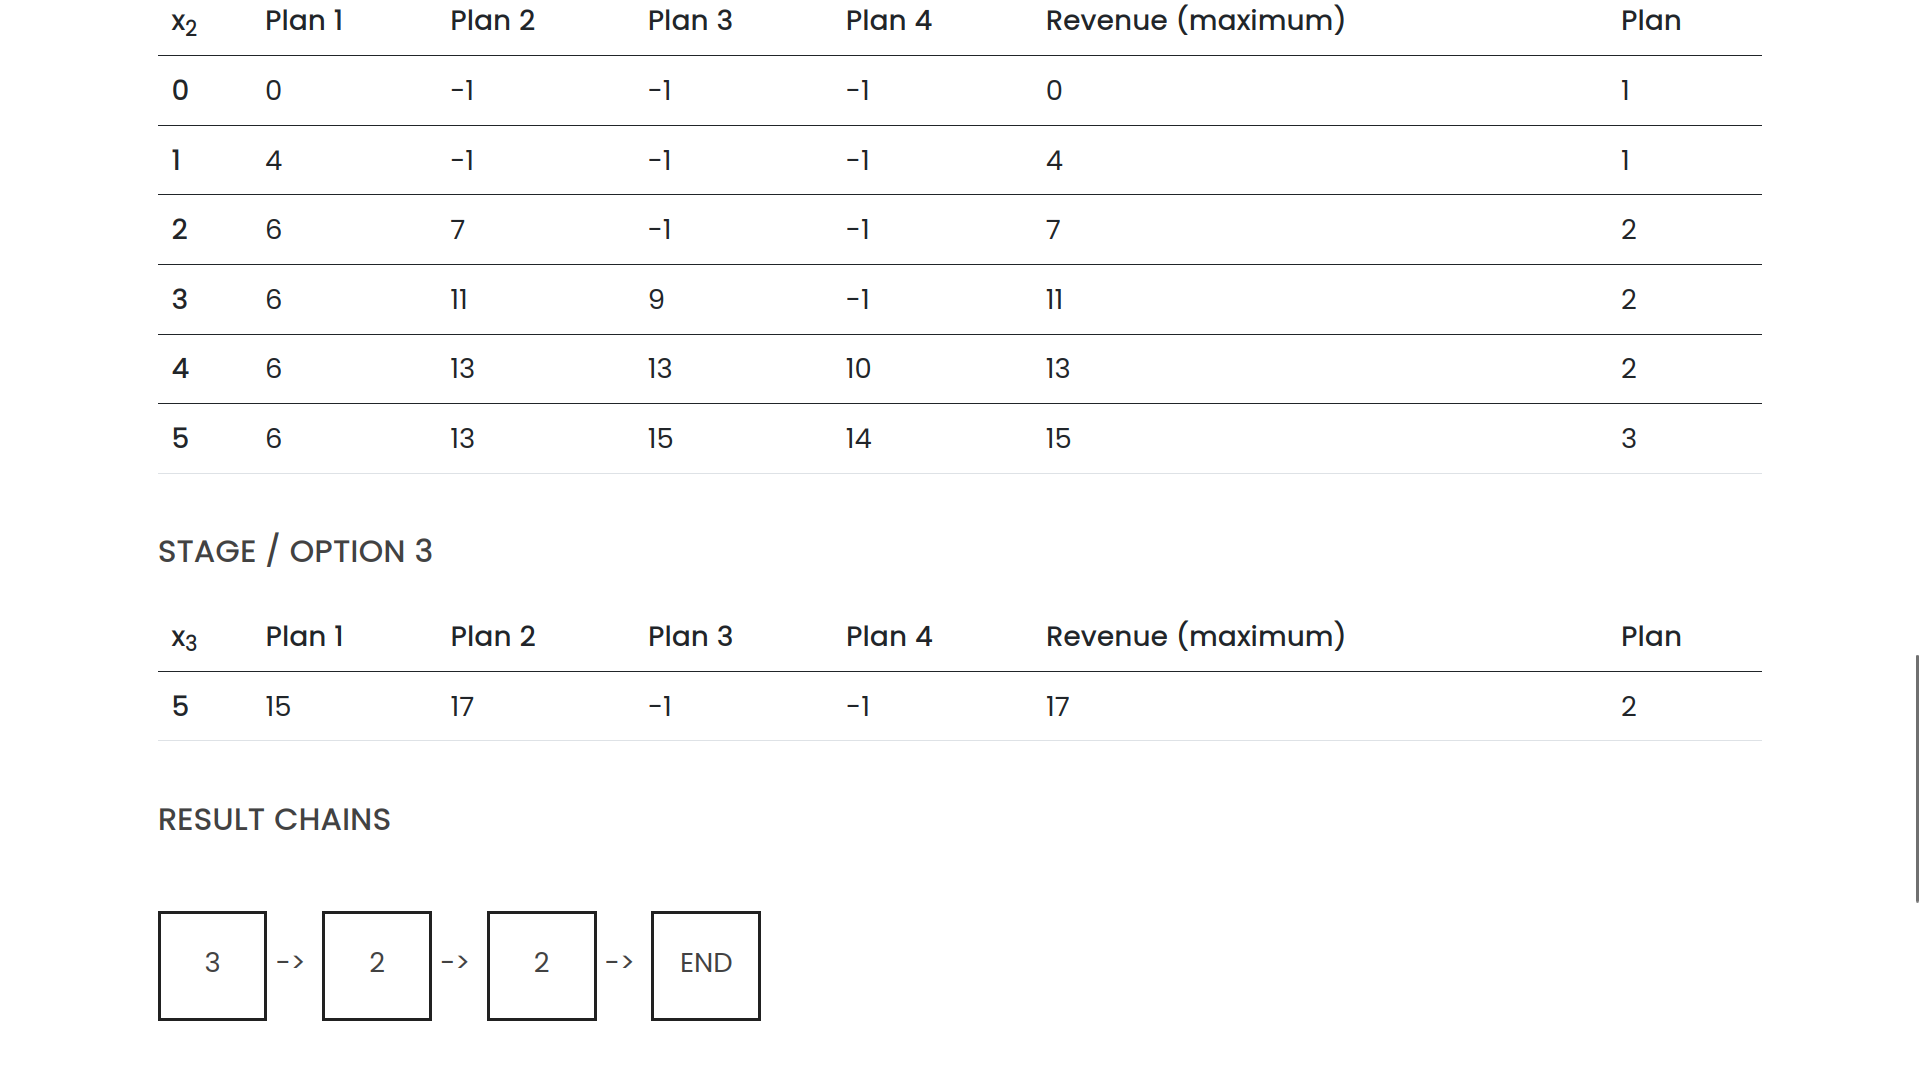 x2 Plan 1 Plan 2 Plan 3 Plan 4 Revenue (maximum) Plan
0 0 -1 -1 -1 0 1
1 4 -1 -1 -1 4 1
2 6 7 -1 -1 7 2
3 6 11 9 -1 11 2
4 6 13 13 10 13 2
5 6 13 15 14 15 3
STAGE / OPTION 3
x3 Plan 1 Plan 2 Plan 3 Plan 4 Revenue (maximum) Plan
5 15 17 -1 -1 17 2
RESULT CHAINS
3 -> 2 -> 2 -> END